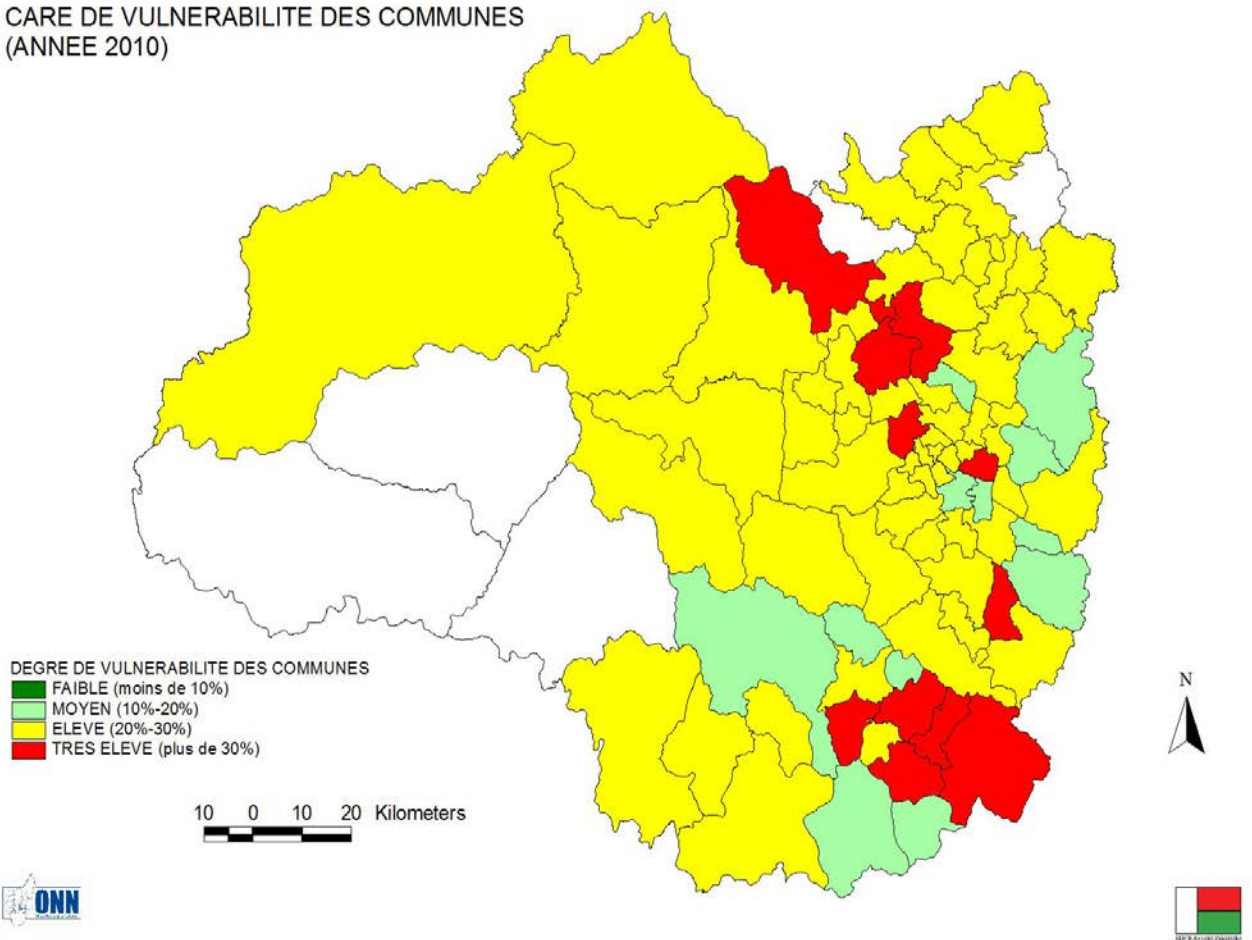 CARE DE VULNERABILITE DES COMMUNES
(ANNEE 2010)
N
DEGRE DE VULNERABILITE DES COMMUNES
FAIBLE (moins de 10%)
MOYEN (10%-20%)
ELEVE (20%-30%)
TRES ELEVE (plus de 30%)
10 0 10 20 Kilometers
ONN